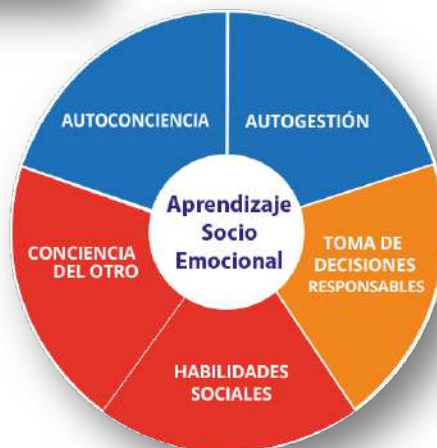 AUTOCONCIENCIA
AUTOGESTIÓN
Aprendizaje
Socio
Emocional
CONCIENCIA
DEL OTRO
TOMA DE
DECISIONES
RESPONSABLES
HABILIDADES
SOCIALES